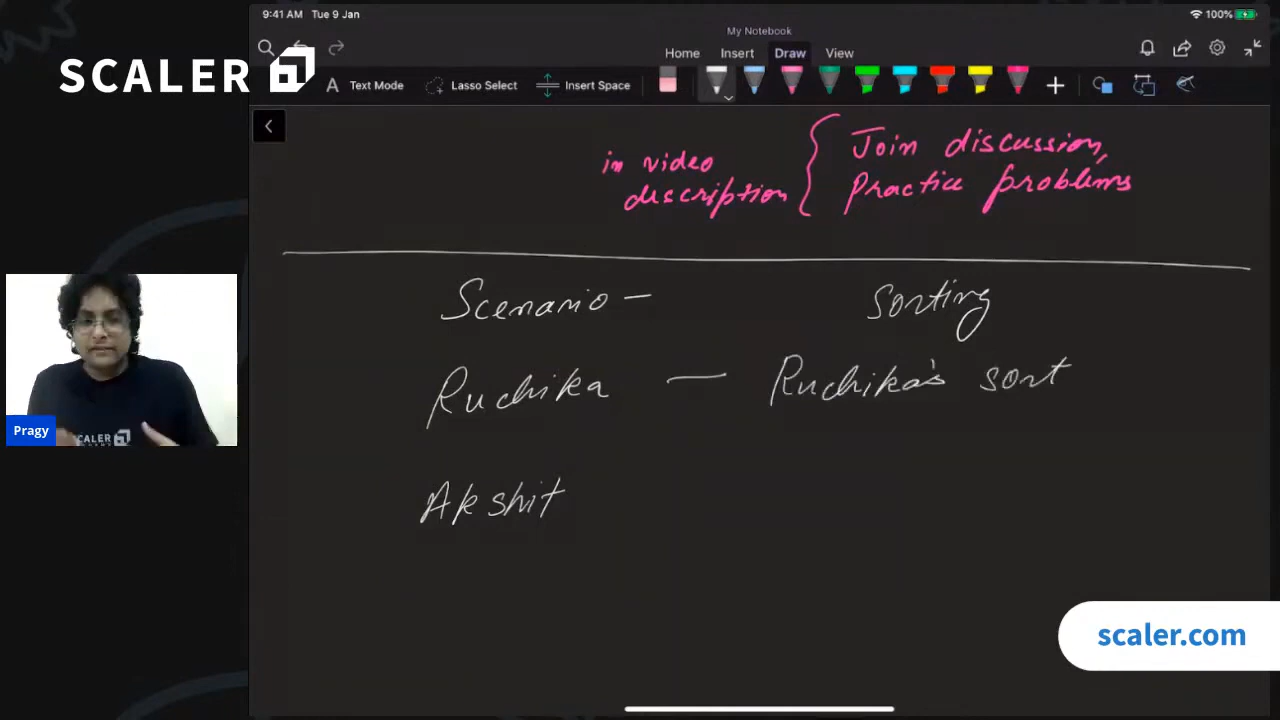 9:41 AM Tue 9 Jan
100%
My Notebook
SCALER
Home Insert Draw View
Text Mode Lasso Select Insert Space
in video
description
Join discussion,
Practice problems
Scenario — Sorting
Ruchika — Ruchika's sort
Akshit
Pragy
SCALER
scaler.com